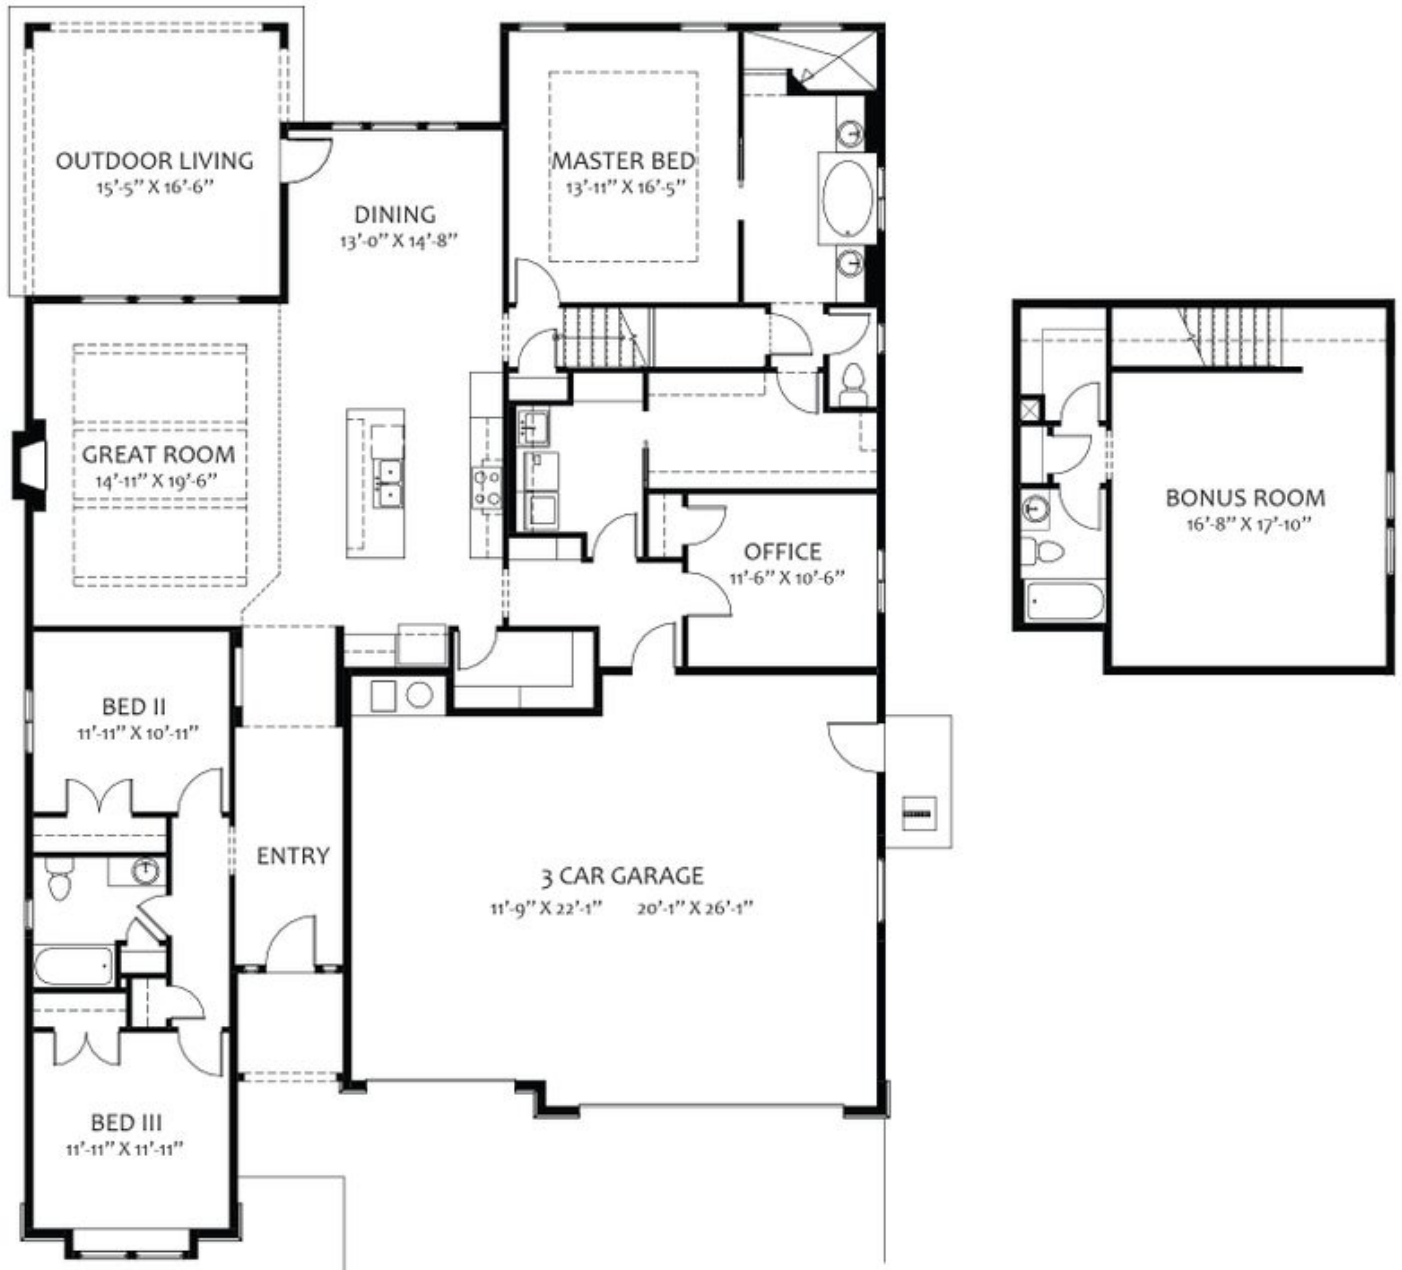 OUTDOOR LIVING
15'-5" X 16'-6"
MASTER BED
13'-11" X 16'-5"
DINING
13'-0" X 14'-8"
GREAT ROOM
14'-11" X 19'-6"
OFFICE
11'-6" X 10'-6"
BONUS ROOM
16'-8" X 17'-10"
BED II
11'-11" X 10'-11"
ENTRY
3 CAR GARAGE
11'-9" X 22'-1" 20'-1" X 26'-1"
BED III
11'-11" X 11'-11"